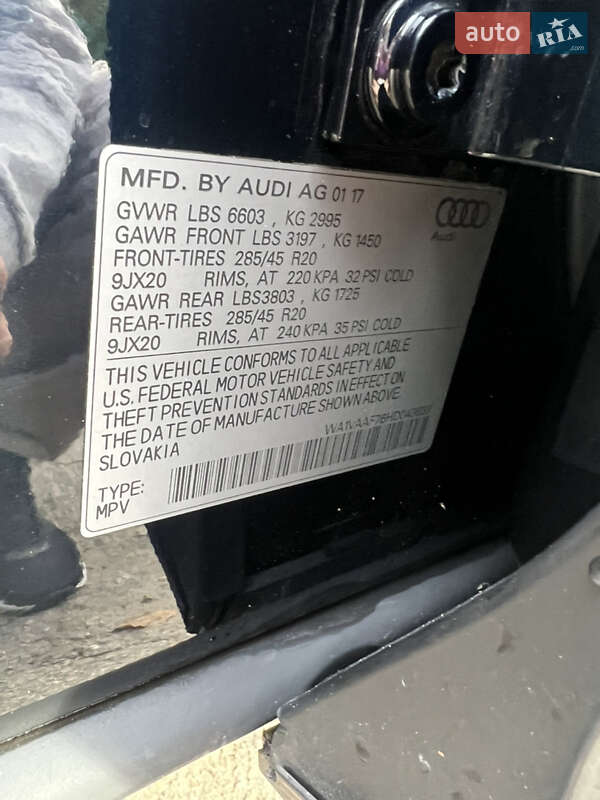 auto RIA .com
MFD. BY AUDI AG 01 17
GVWR LBS 6603 , KG 2995
GAWR FRONT LBS 3197 , KG 1450
FRONT-TIRES 285/45 R20
9JX20 RIMS, AT 220 KPA 32 PSI COLD
GAWR REAR LBS3803 , KG 1725
REAR-TIRES 285/45 R20
9JX20 RIMS, AT 240 KPA 35 PSI COLD
Audi
THIS VEHICLE CONFORMS TO ALL APPLICABLE
U.S. FEDERAL MOTOR VEHICLE SAFETY AND
THEFT PREVENTION STANDARDS IN EFFECT ON
THE DATE OF MANUFACTURE SHOWN ABOVE.
SLOVAKIA
TYPE:
MPV